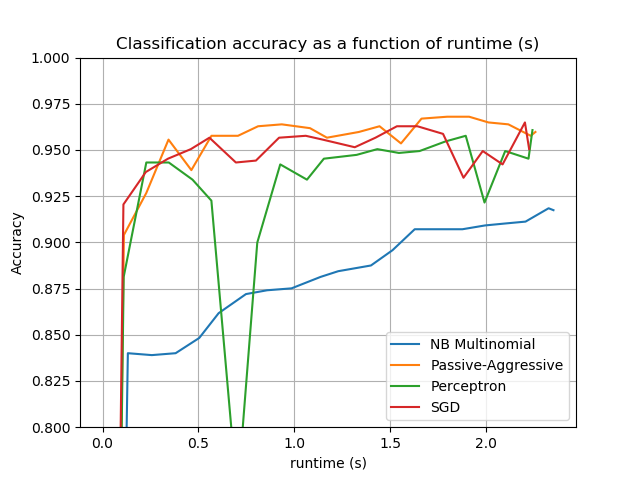 Classification accuracy as a function of runtime (s)
1.000
0.975
0.950
0.925
0.900
0.875
0.850
0.825
0.800
Accuracy
NB Multinomial
Passive-Aggressive
Perceptron
SGD
0.0 0.5 1.0 1.5 2.0
runtime (s)